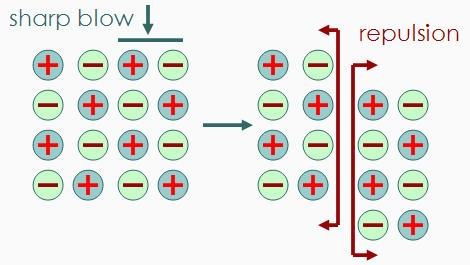 sharp blow
repulsion
+ − + −
− + − +
+ − + −
− + − +
+ −
− +
+ −
− +
+ −
− +
+ −
− +